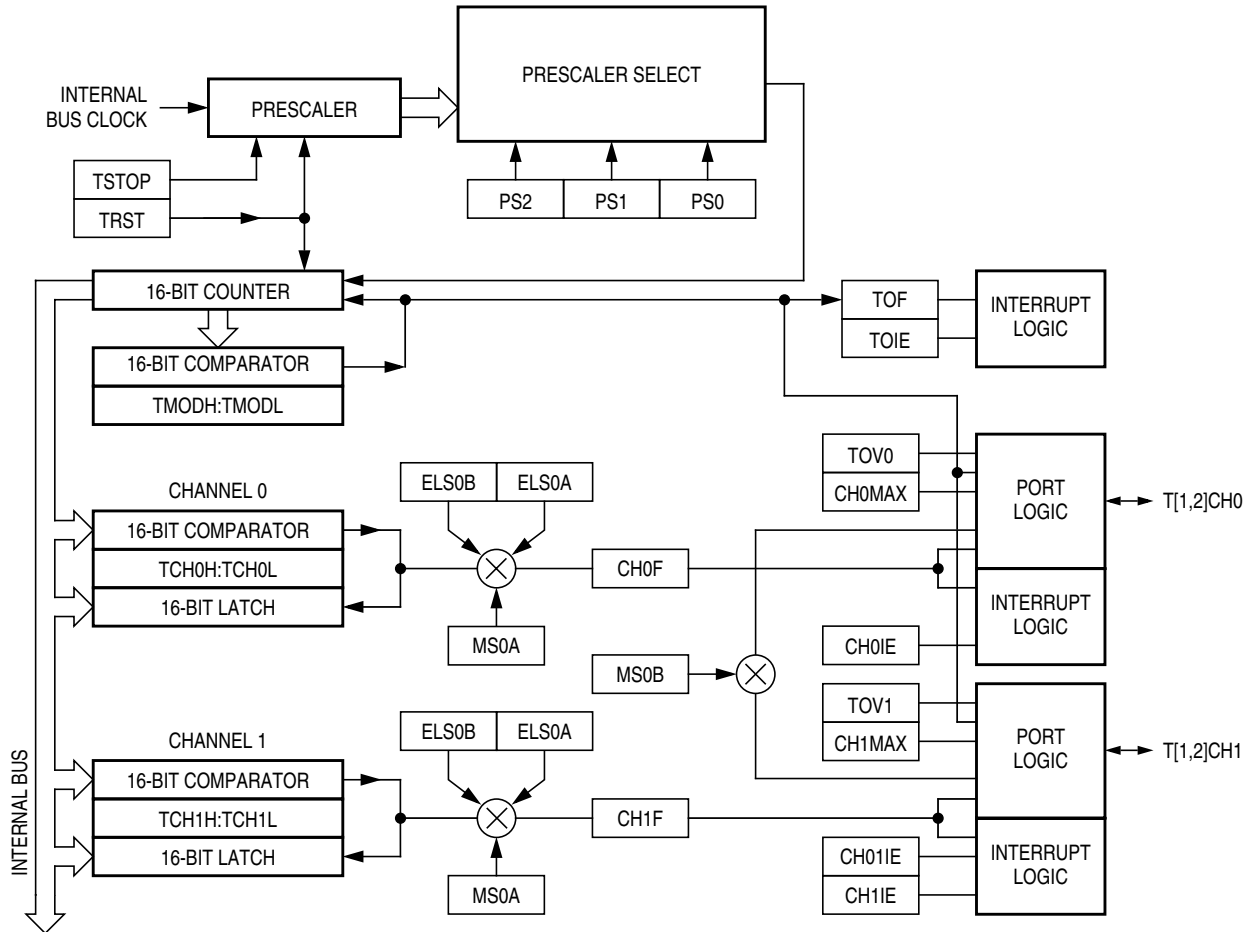 PRESCALER SELECT
INTERNAL
BUS CLOCK
PRESCALER
TSTOP
TRST
PS2
PS1
PS0
16-BIT COUNTER
TOF
TOIE
INTERRUPT
LOGIC
16-BIT COMPARATOR
TMODH:TMODL
CHANNEL 0
ELS0B
ELS0A
TOV0
CH0MAX
PORT
LOGIC
T[1,2]CH0
16-BIT COMPARATOR
TCH0H:TCH0L
16-BIT LATCH
CH0F
MS0A
INTERRUPT
LOGIC
CH0IE
MS0B
CHANNEL 1
ELS0B
ELS0A
TOV1
CH1MAX
PORT
LOGIC
T[1,2]CH1
INTERNAL BUS
16-BIT COMPARATOR
TCH1H:TCH1L
16-BIT LATCH
CH1F
MS0A
CH01IE
CH1IE
INTERRUPT
LOGIC